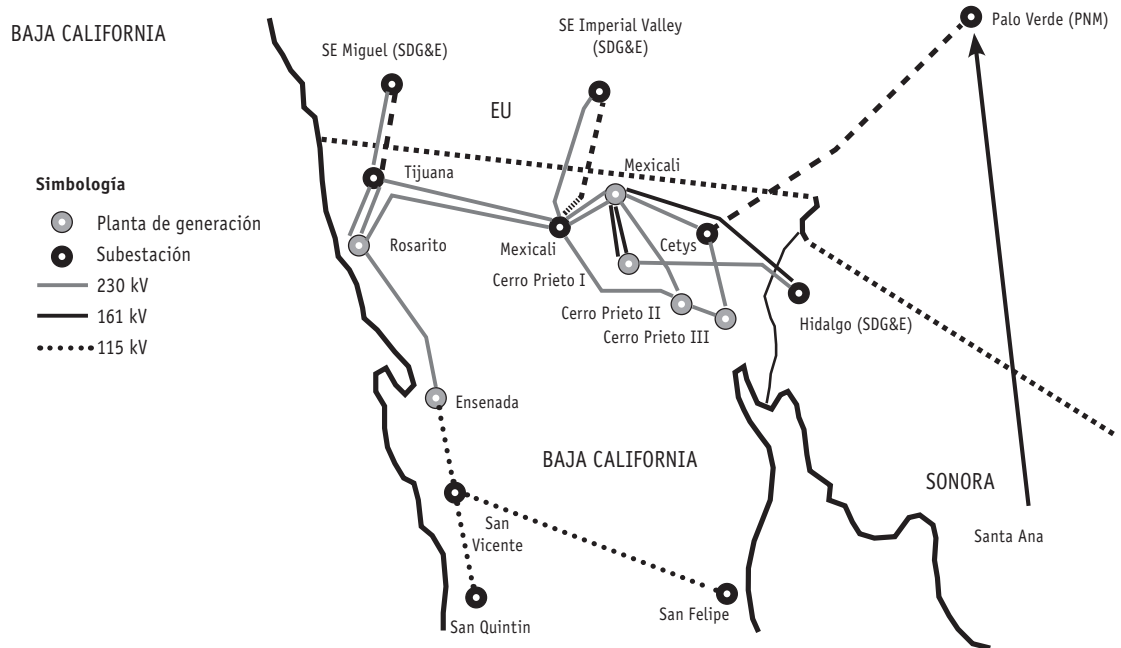 BAJA CALIFORNIA
SE Miguel (SDG&E)
SE Imperial Valley
(SDG&E)
Palo Verde (PNM)
EU
Simbología
Planta de generación
Subestación
230 kV
161 kV
115 kV
Tijuana
Mexicali
Rosarito
Mexicali
Cetys
Cerro Prieto I
Cerro Prieto II
Cerro Prieto III
Hidalgo (SDG&E)
Ensenada
BAJA CALIFORNIA
SONORA
San
Vicente
Santa Ana
San Felipe
San Quintin